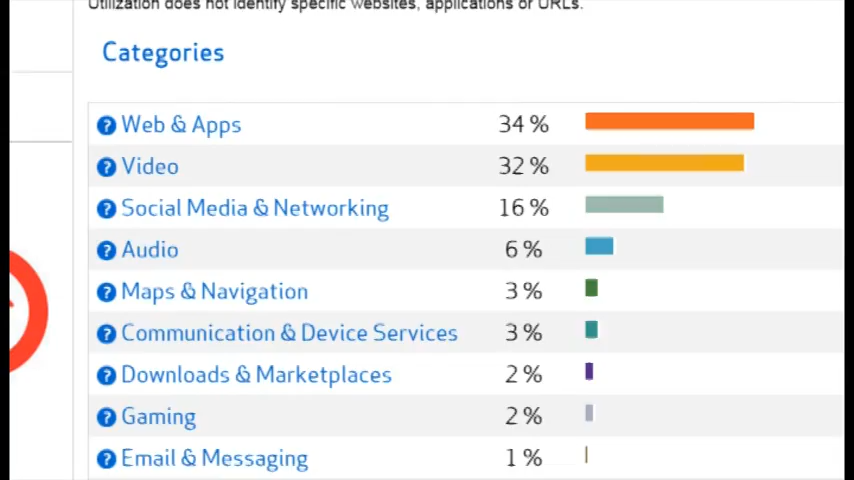 Utilization does not identify specific websites, applications or URLs.
Categories
? Web & Apps 34 %
? Video 32 %
? Social Media & Networking 16 %
? Audio 6 %
? Maps & Navigation 3 %
? Communication & Device Services 3 %
? Downloads & Marketplaces 2 %
? Gaming 2 %
? Email & Messaging 1 %